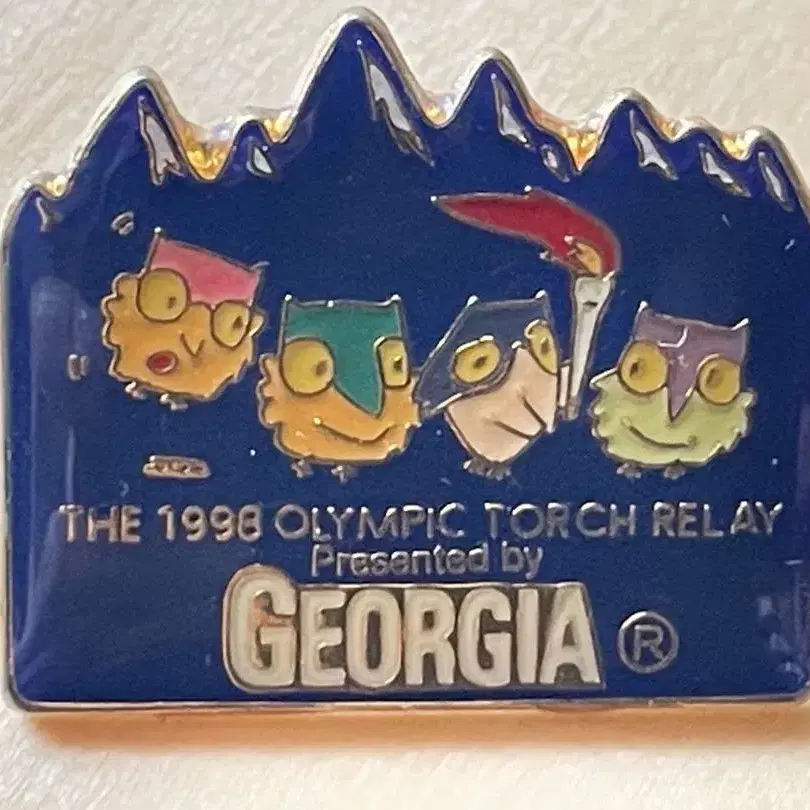 THE 1998 OLYMPIC TORCH RELAY
Presented by
GEORGIA ®